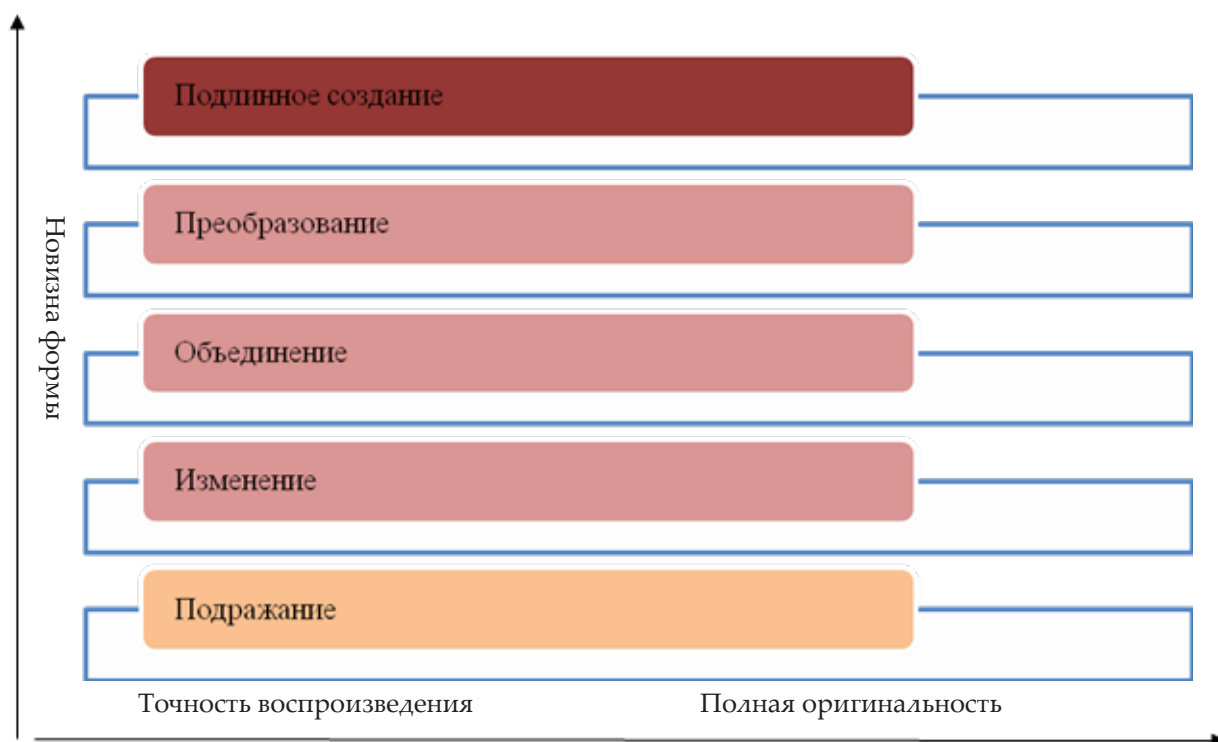 Подлинное создание
Преобразование
Новизна формы
Объединение
Изменение
Подражание
Точность воспроизведения
Полная оригинальность